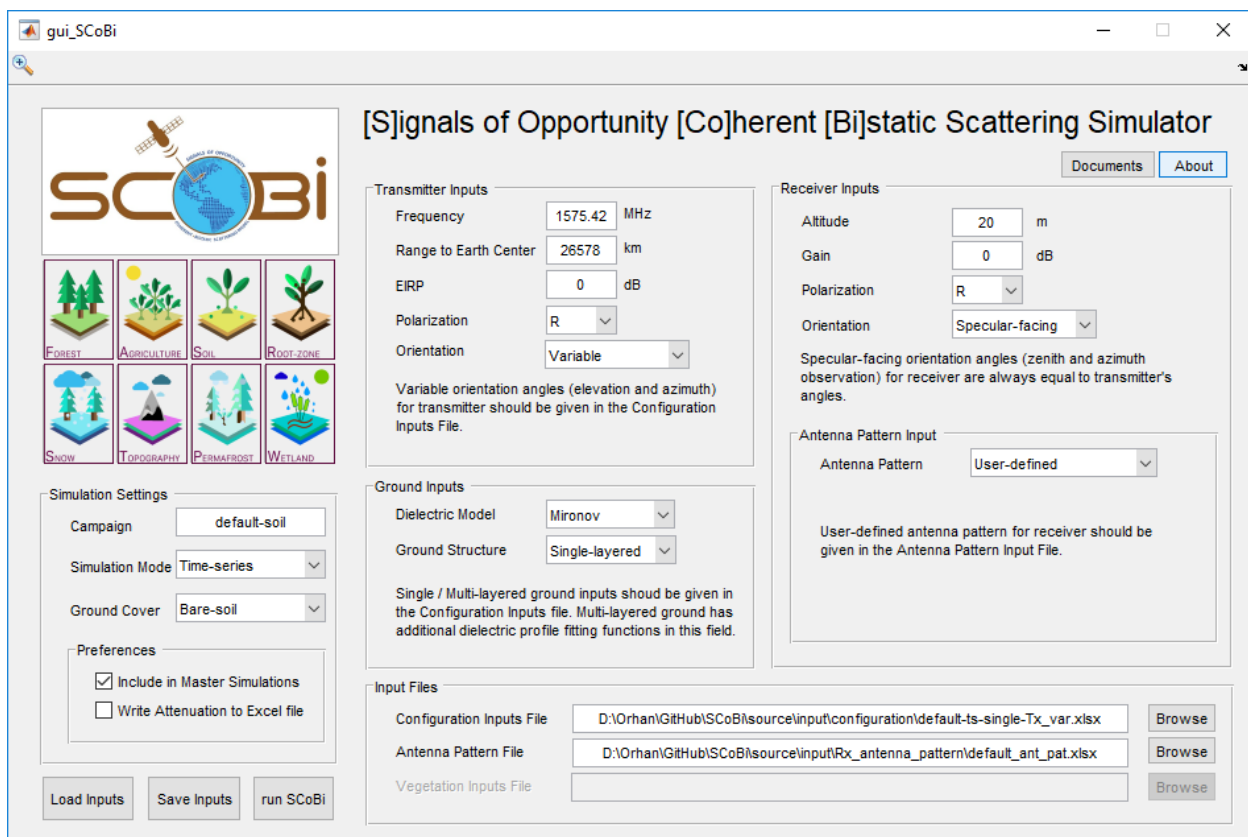 gui_SCoBi
[S]ignals of Opportunity [Co]herent [Bi]static Scattering Simulator
Documents
About
SIGNALS OF OPPORTUNITY
SCOBi
FOREST
AGRICULTURE
SOIL
ROOT-ZONE
SNOW
TOPOGRAPHY
PERMAFROST
WETLAND
Simulation Settings
Campaign default-soil
Simulation Mode Time-series
Ground Cover Bare-soil
Preferences
Include in Master Simulations
Write Attenuation to Excel file
Load Inputs
Save Inputs
run SCoBi
Transmitter Inputs
Frequency 1575.42 MHz
Range to Earth Center 26578 km
EIRP 0 dB
Polarization R
Orientation Variable
Variable orientation angles (elevation and azimuth)
for transmitter should be given in the Configuration
Inputs File.
Ground Inputs
Dielectric Model Mironov
Ground Structure Single-layered
Single / Multi-layered ground inputs shoud be given in
the Configuration Inputs file. Multi-layered ground has
additional dielectric profile fitting functions in this field.
Receiver Inputs
Altitude 20 m
Gain 0 dB
Polarization R
Orientation Specular-facing
Specular-facing orientation angles (zenith and azimuth
observation) for receiver are always equal to transmitter's
angles.
Antenna Pattern Input
Antenna Pattern User-defined
User-defined antenna pattern for receiver should be
given in the Antenna Pattern Input File.
Input Files
Configuration Inputs File D:\Orhan\GitHub\SCoBi\source\input\configuration\default-ts-single-Tx_var.xlsx Browse
Antenna Pattern File D:\Orhan\GitHub\SCoBi\source\input\Rx_antenna_pattern\default_ant_pat.xlsx Browse
Vegetation Inputs File Browse